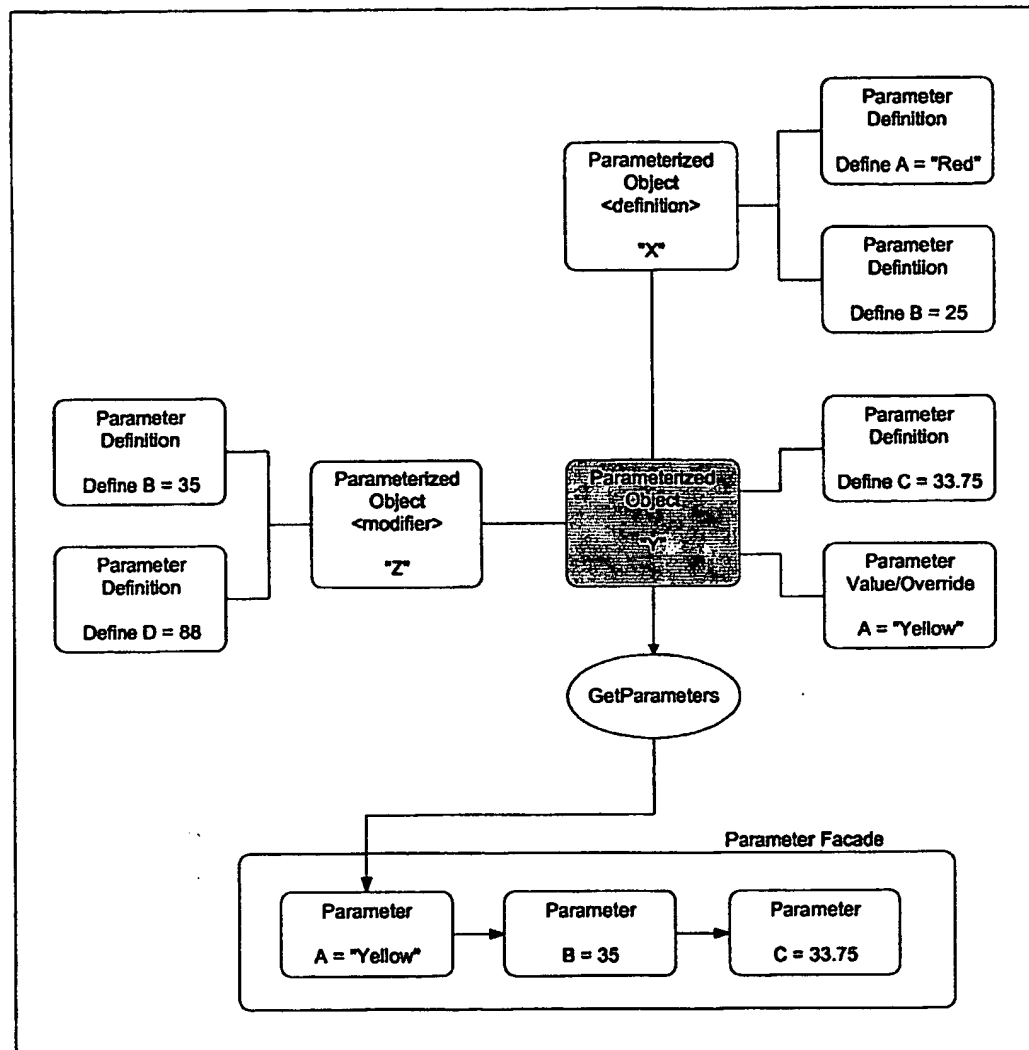 Parameter
Definition
Define A = "Red"
Parameterized
Object
<definition>
"X"
Parameter
Defintiion
Define B = 25
Parameter
Definition
Define B = 35
Parameterized
Object
<modifier>
"Z"
Parameter
Definition
Define D = 88
Parameterized
Object
"Y"
Parameter
Definition
Define C = 33.75
Parameter
Value/Override
A = "Yellow"
GetParameters
Parameter Facade
Parameter
A = "Yellow"
Parameter
B = 35
Parameter
C = 33.75